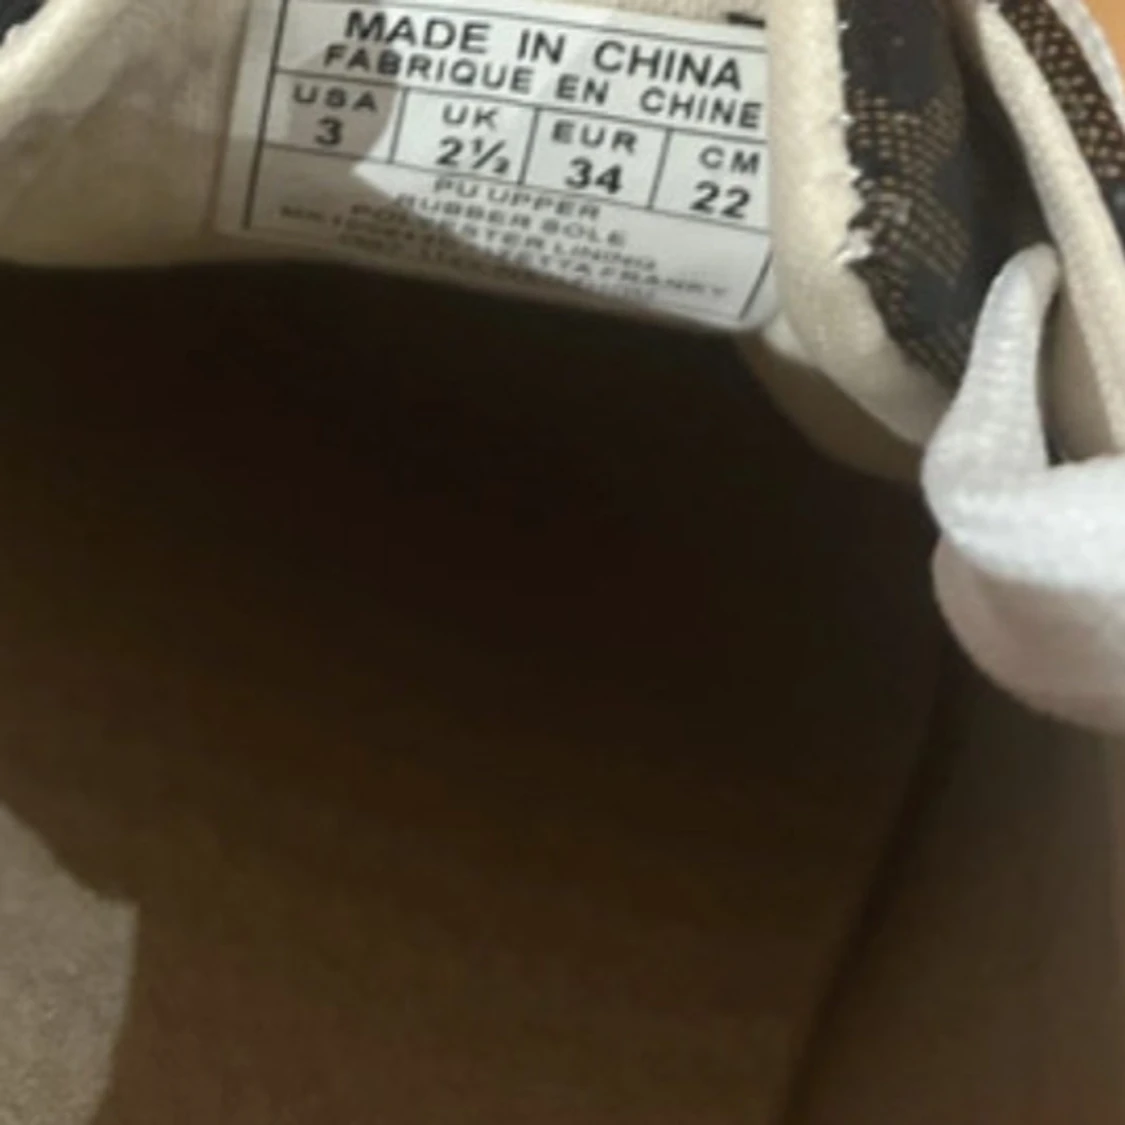 MADE IN CHINA
FABRIQUE EN CHINE
USA UK EUR CM
3 2½ 34 22
PU UPPER
RUBBER SOLE
POLYESTER LINING